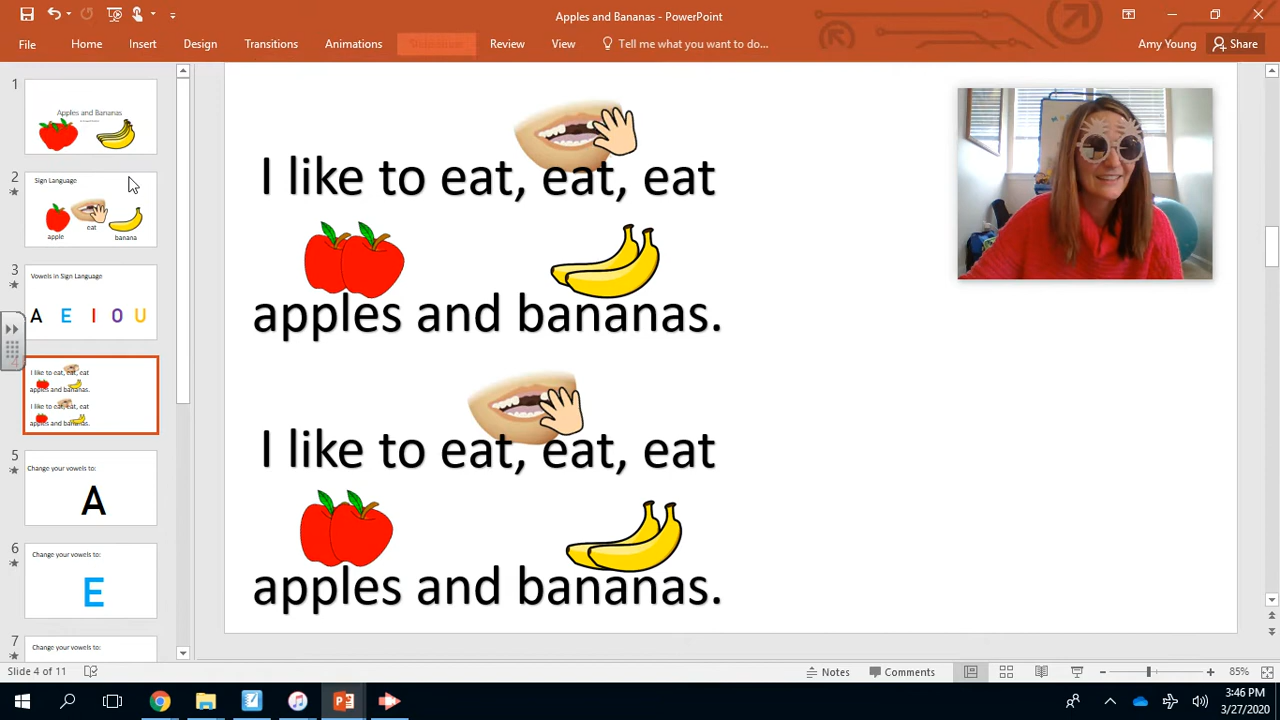 Apples and Bananas - PowerPoint
File Home Insert Design Transitions Animations Review View Tell me what you want to do... Amy Young Share
1
Apples and Bananas
2
Sign Language
eat
apple
banana
3
Vowels in Sign Language
A E I O U
4
I like to eat, eat, eat
apples and bananas.
I like to eat, eat, eat
apples and bananas.
5
Change your vowels to:
A
6
Change your vowels to:
E
7
Change your vowels to:
I like to eat, eat, eat
apples and bananas.
I like to eat, eat, eat
apples and bananas.
Slide 4 of 11 Notes Comments 85%
3:46 PM
3/27/2020